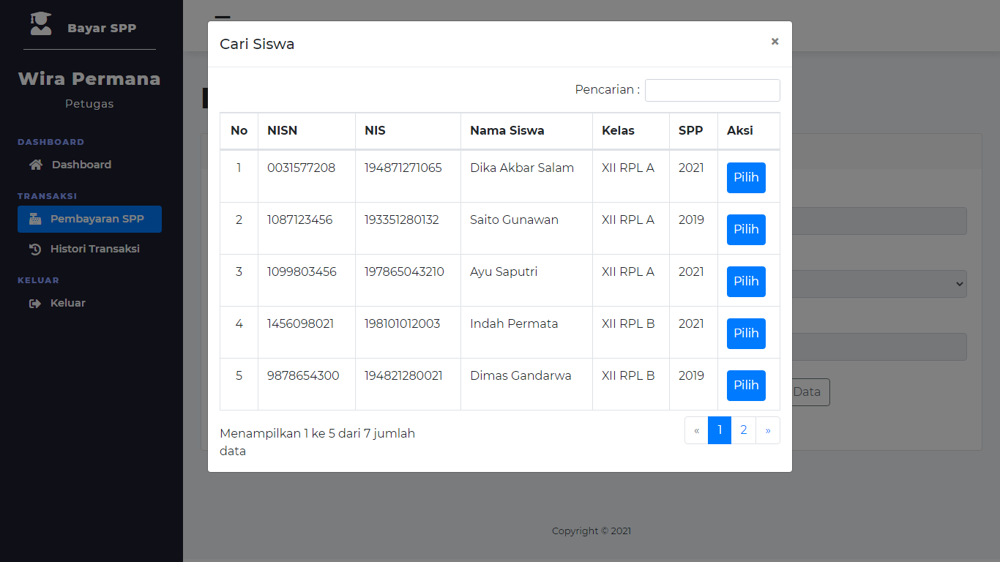 Bayar SPP
Wira Permana
Petugas
DASHBOARD
Dashboard
TRANSAKSI
Pembayaran SPP
Histori Transaksi
KELUAR
Keluar
Cari Siswa ×
Pencarian :
No NISN NIS Nama Siswa Kelas SPP Aksi
1 0031577208 194871271065 Dika Akbar Salam XII RPL A 2021 Pilih
2 1087123456 193351280132 Saito Gunawan XII RPL A 2019 Pilih
3 1099803456 197865043210 Ayu Saputri XII RPL A 2021 Pilih
4 1456098021 198101012003 Indah Permata XII RPL B 2021 Pilih
5 9878654300 194821280021 Dimas Gandarwa XII RPL B 2019 Pilih
Menampilkan 1 ke 5 dari 7 jumlah
data
« 1 2 »
Data
Copyright © 2021